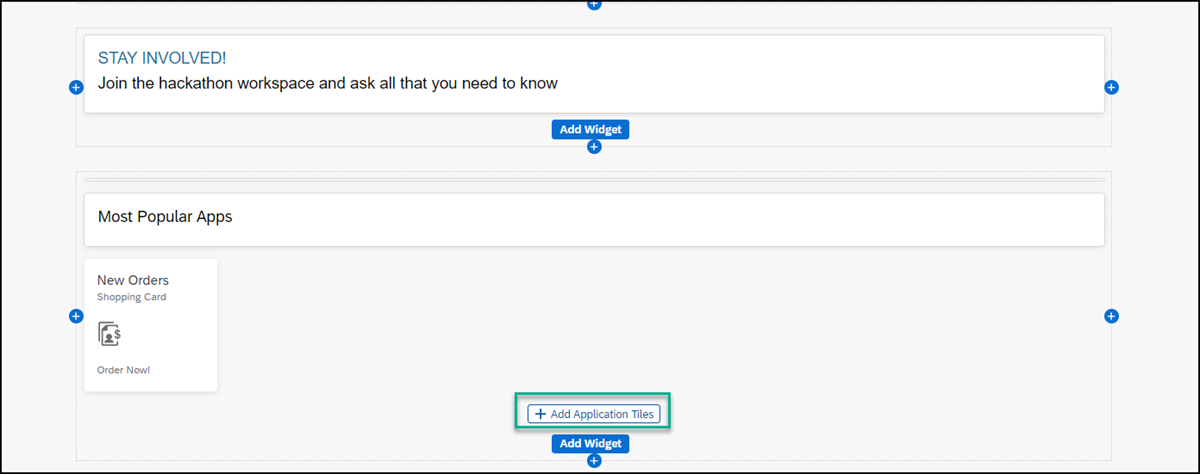 STAY INVOLVED!
Join the hackathon workspace and ask all that you need to know
Add Widget
Most Popular Apps
New Orders
Shopping Card
Order Now!
Add Application Tiles
Add Widget